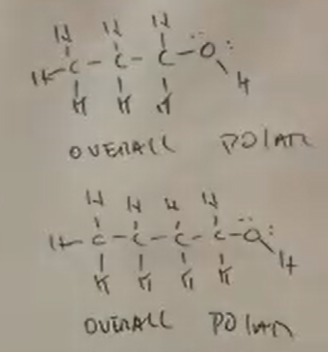 H H H
H - C - C - C - O :
H H H H
OVERALL POLAR
H H H H
H - C - C - C - C - O
H H H H H
OVERALL POLAR